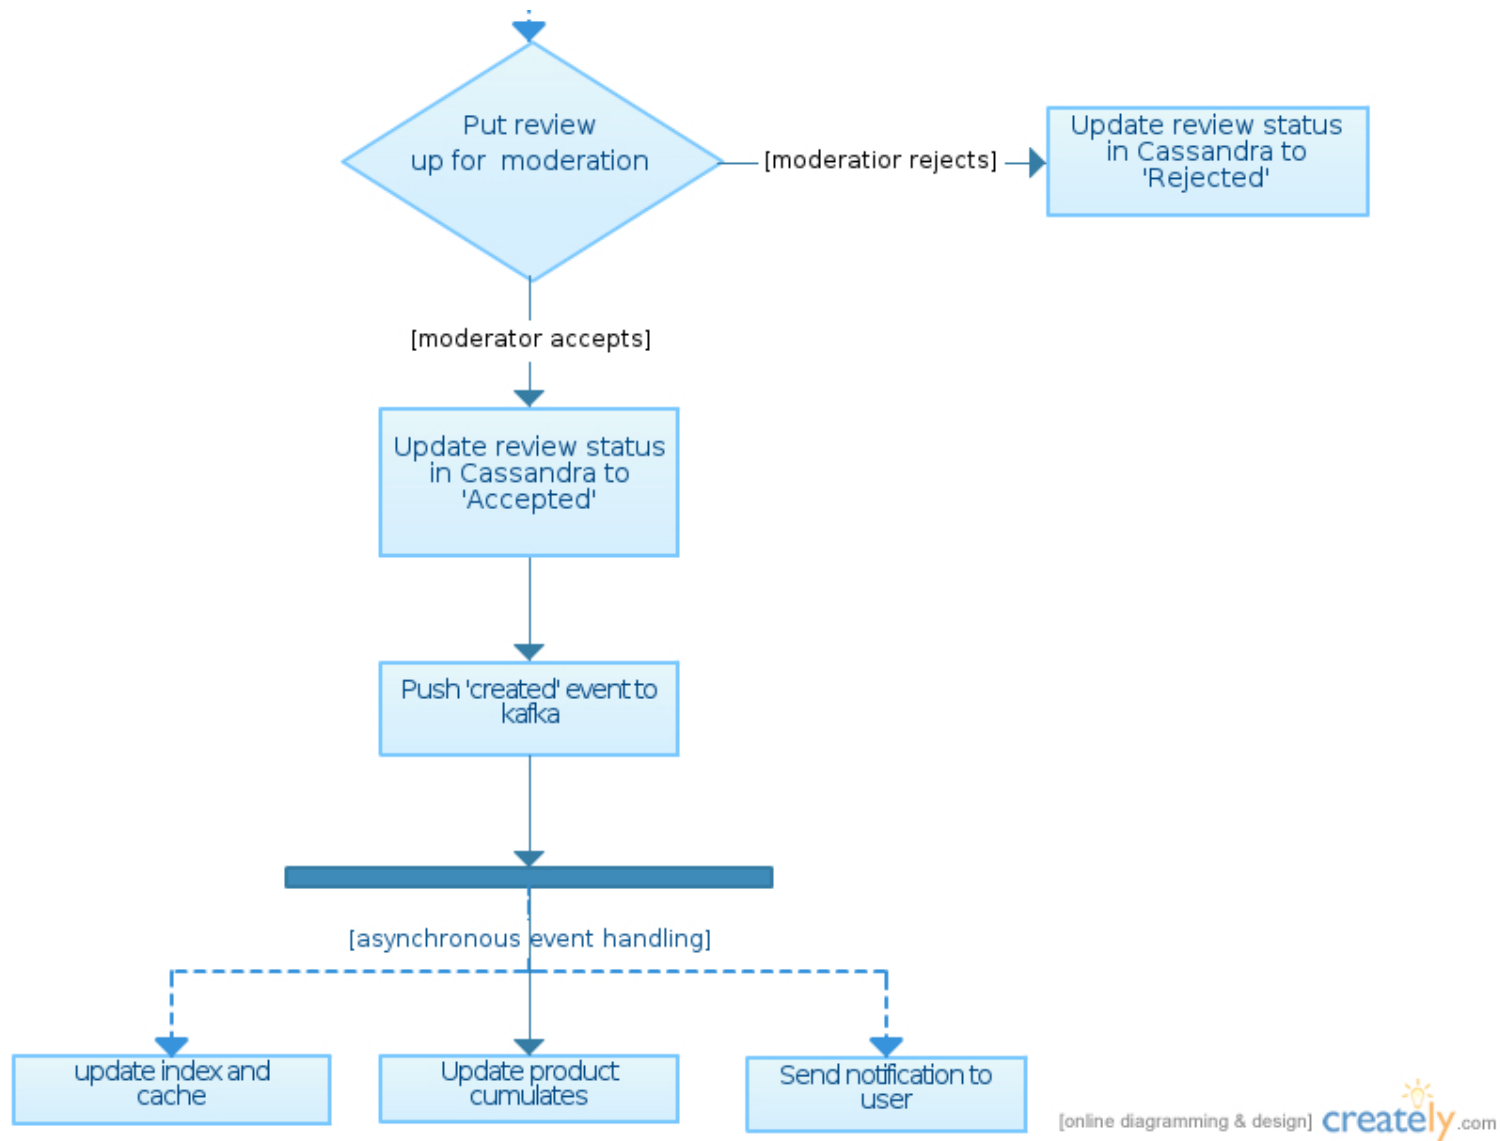 Put review
up for moderation
[moderatior rejects]
Update review status
in Cassandra to
'Rejected'
[moderator accepts]
Update review status
in Cassandra to
'Accepted'
Push 'created' event to
kafka
[asynchronous event handling]
update index and
cache
Update product
cumulates
Send notification to
user
[online diagramming & design] creately.com